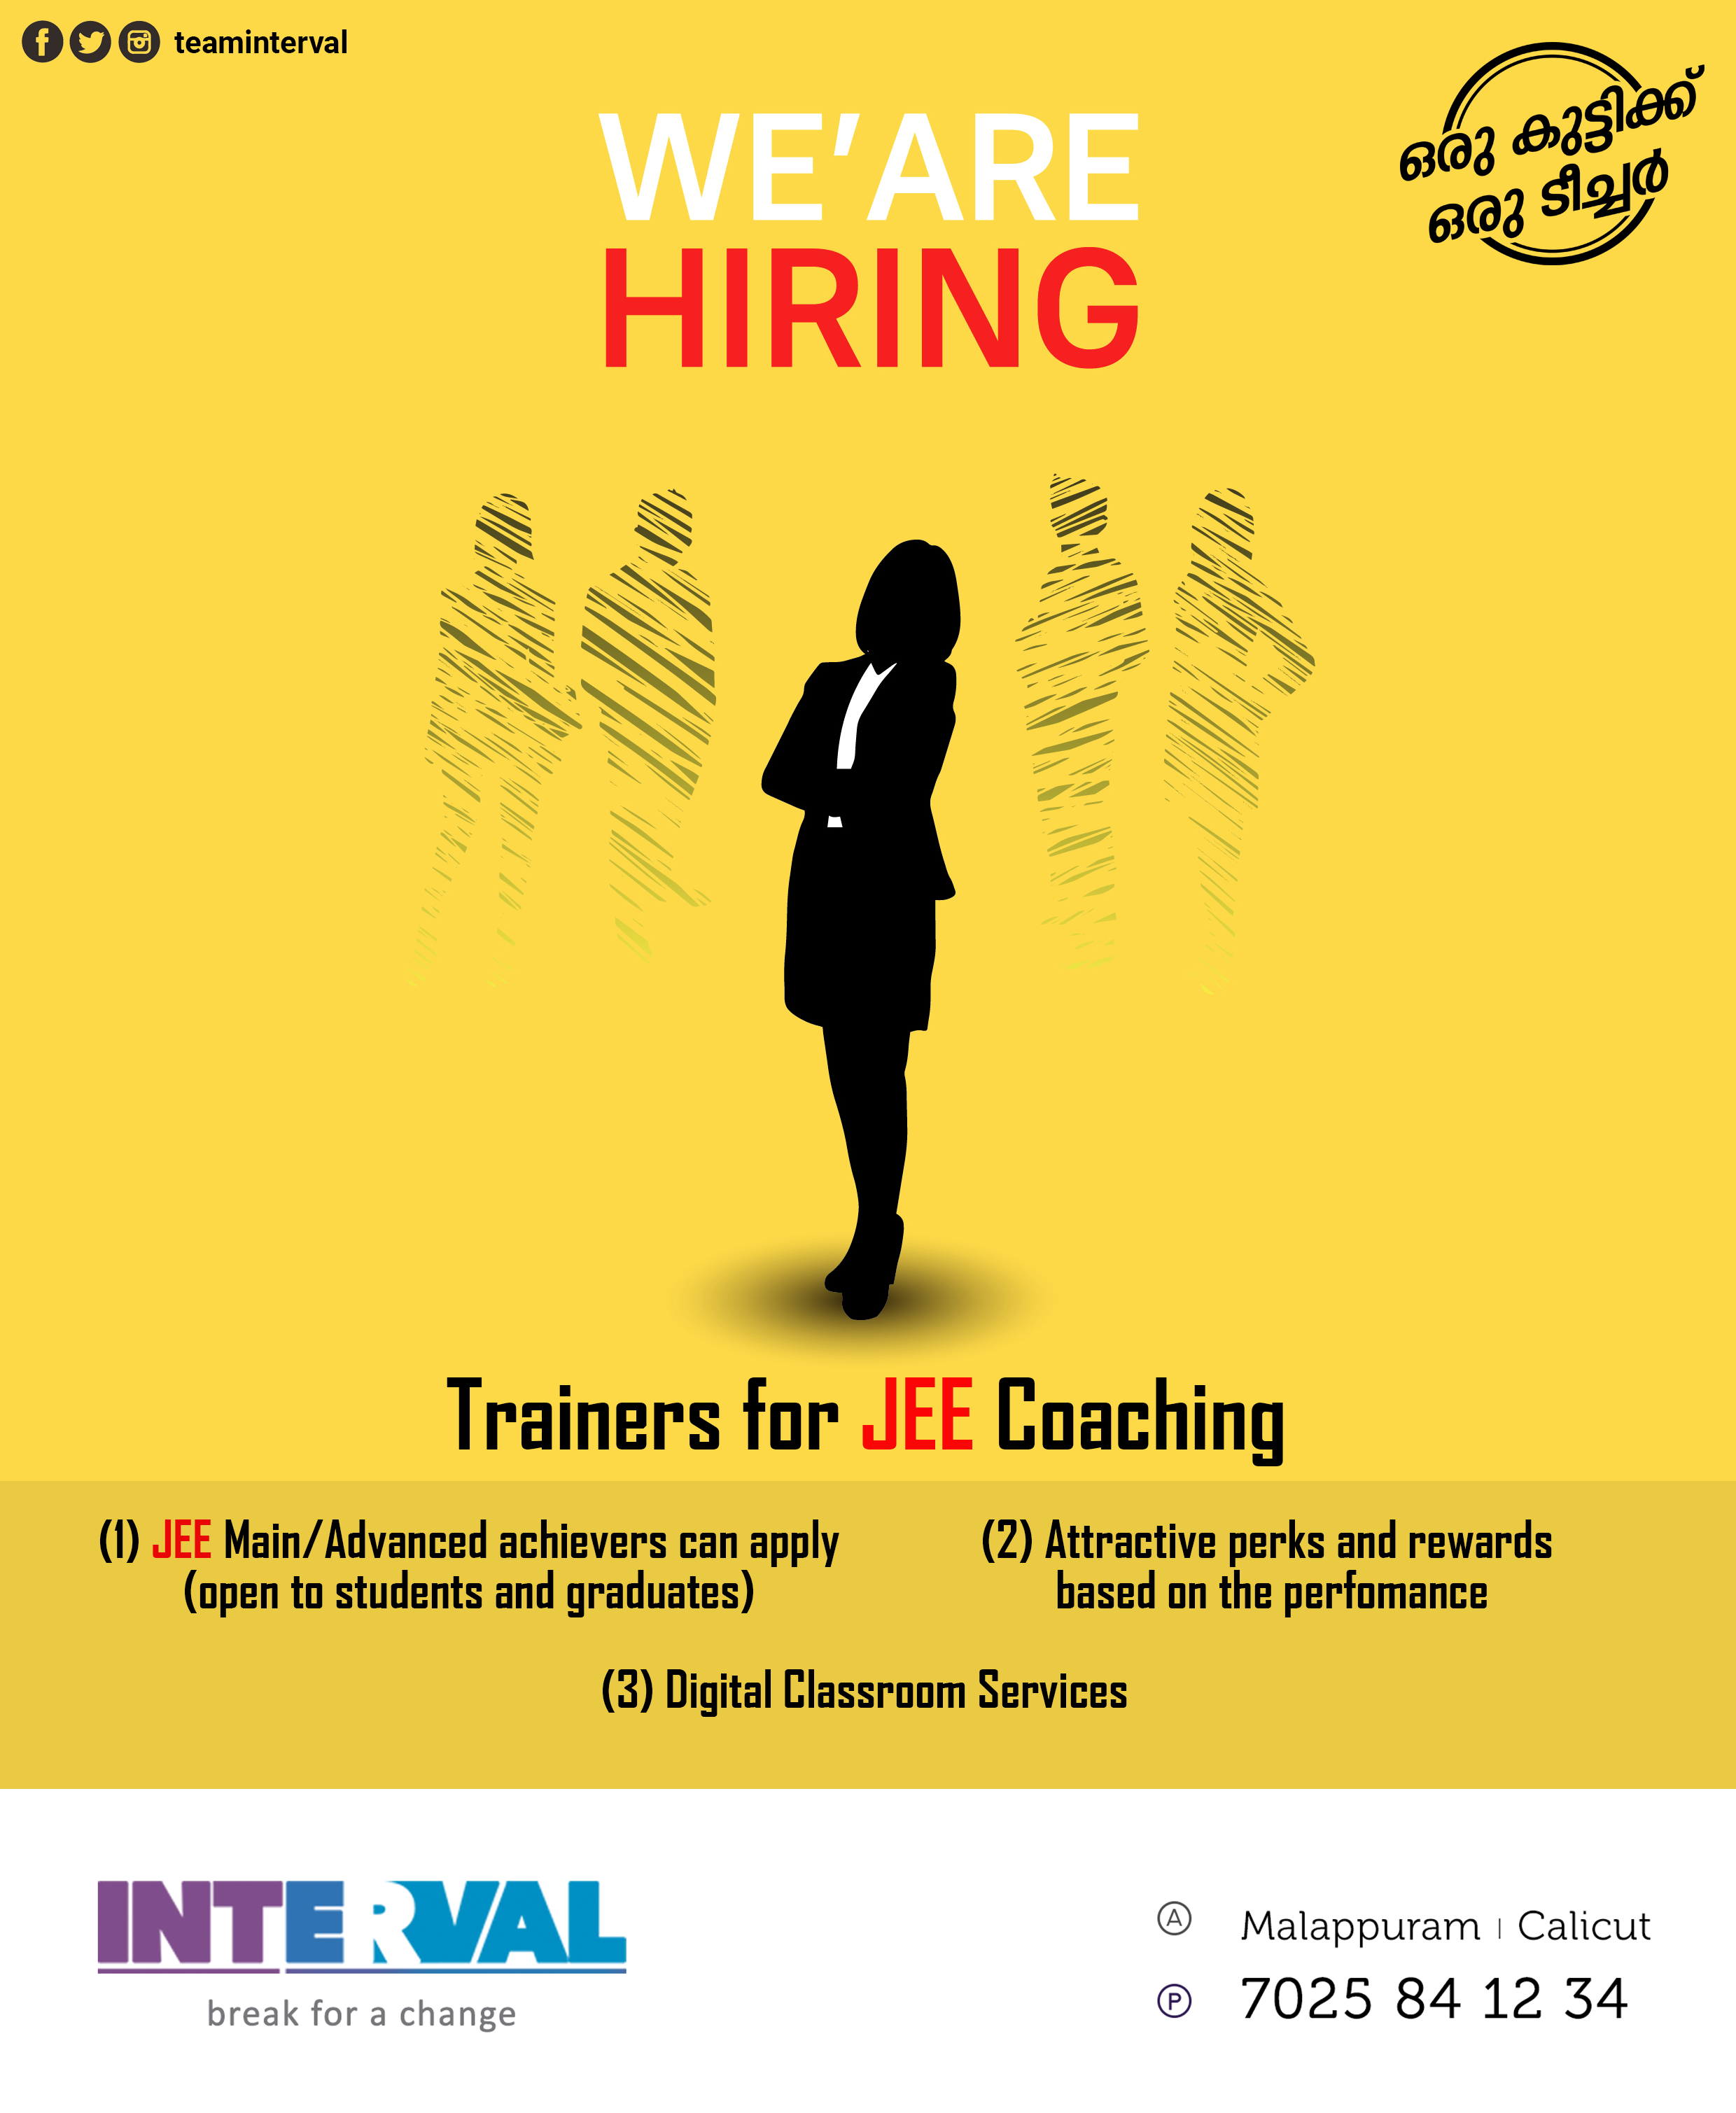 teaminterval
ഒരു കുട്ടിക്ക്
ഒരു ടീച്ചർ
WE'ARE
HIRING
Trainers for JEE Coaching
(1) JEE Main/Advanced achievers can apply
(open to students and graduates)
(2) Attractive perks and rewards
based on the perfomance
(3) Digital Classroom Services
INTERVAL
break for a change
A Malappuram | Calicut
P 7025 84 12 34